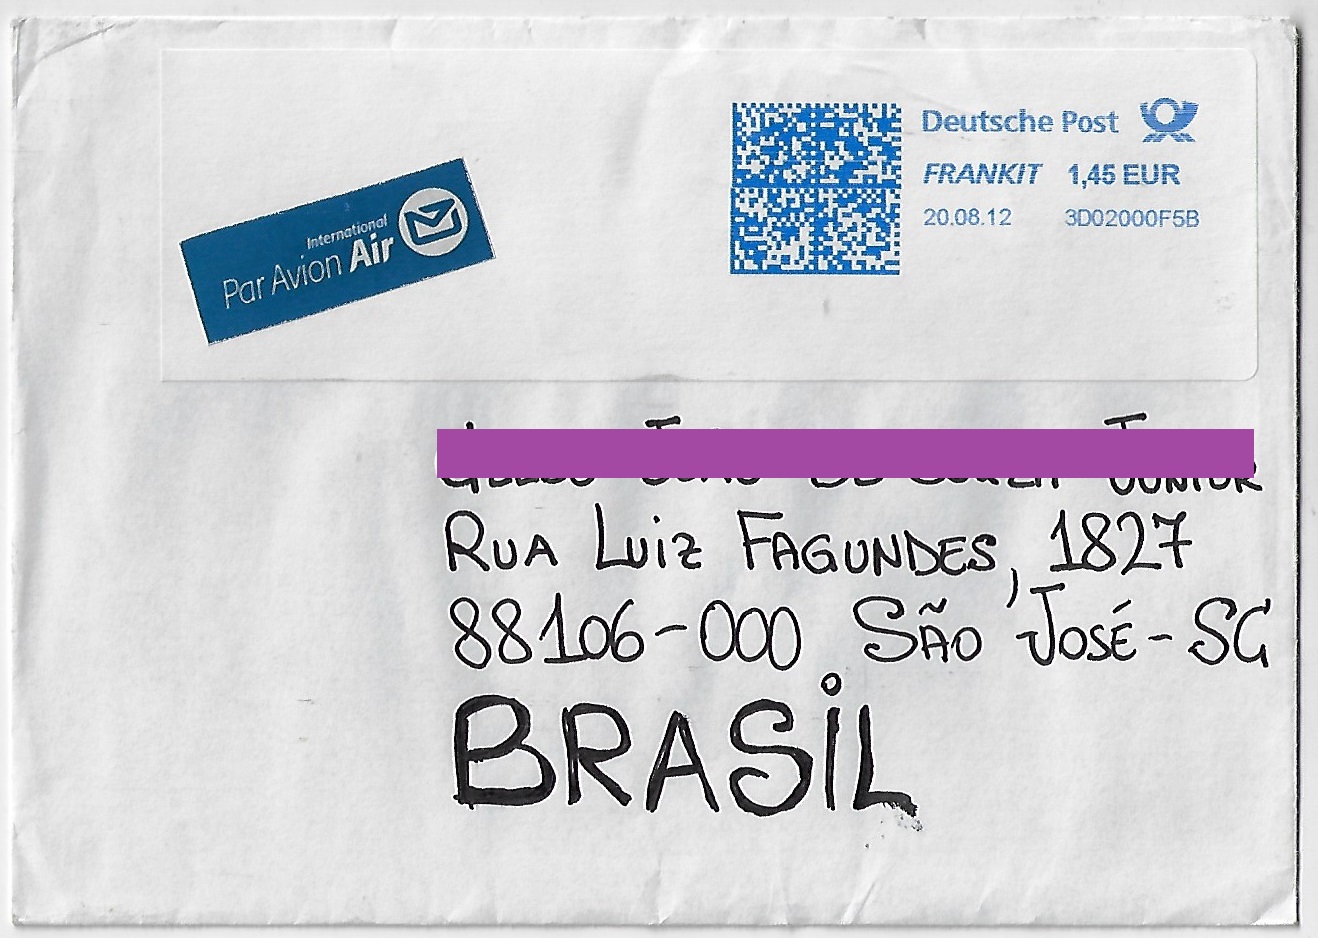 Deutsche Post
FRANKIT 1,45 EUR
20.08.12 3D02000F5B
International
Par Avion Air
RUA LUiZ FAGUNDES, 1827
88106-000 SÃO JOSÉ-SC
BRASiL